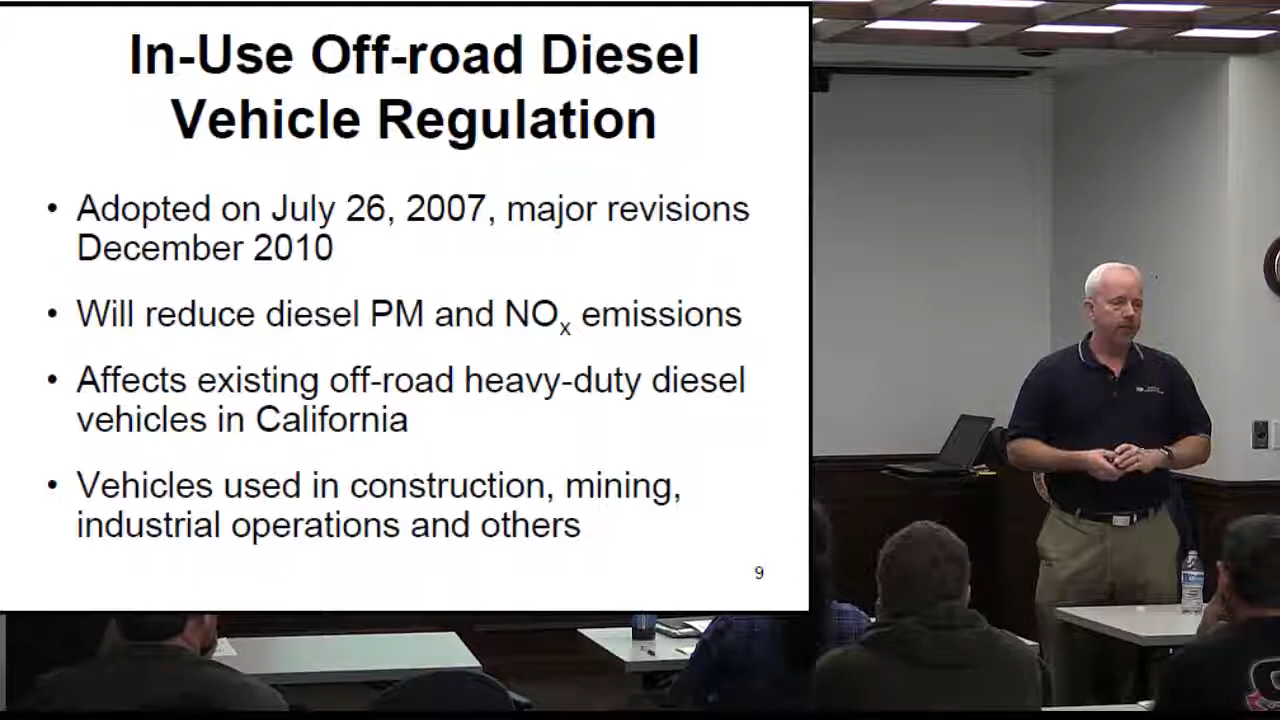 In-Use Off-road Diesel
Vehicle Regulation
• Adopted on July 26, 2007, major revisions
December 2010
• Will reduce diesel PM and NOx emissions
• Affects existing off-road heavy-duty diesel
vehicles in California
• Vehicles used in construction, mining,
industrial operations and others
9